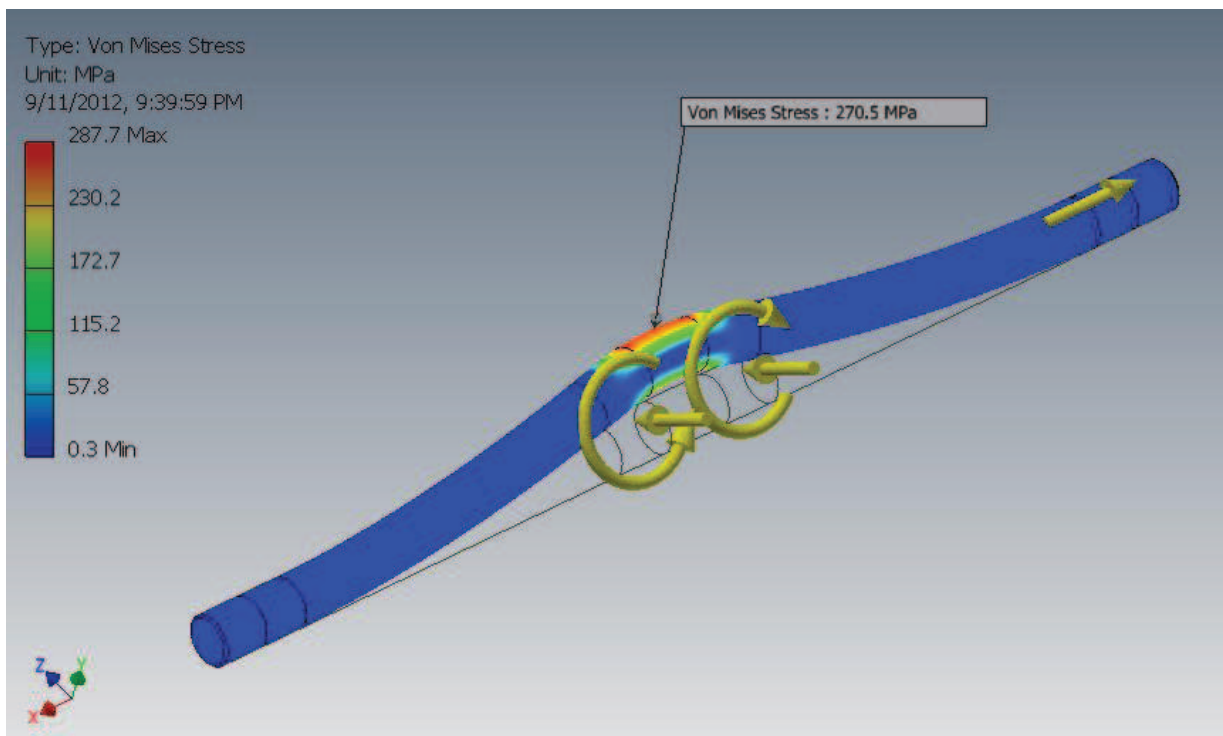 Type: Von Mises Stress
Unit: MPa
9/11/2012, 9:39:59 PM
287.7 Max
230.2
172.7
115.2
57.8
0.3 Min
Von Mises Stress : 270.5 MPa
Z
Y
X